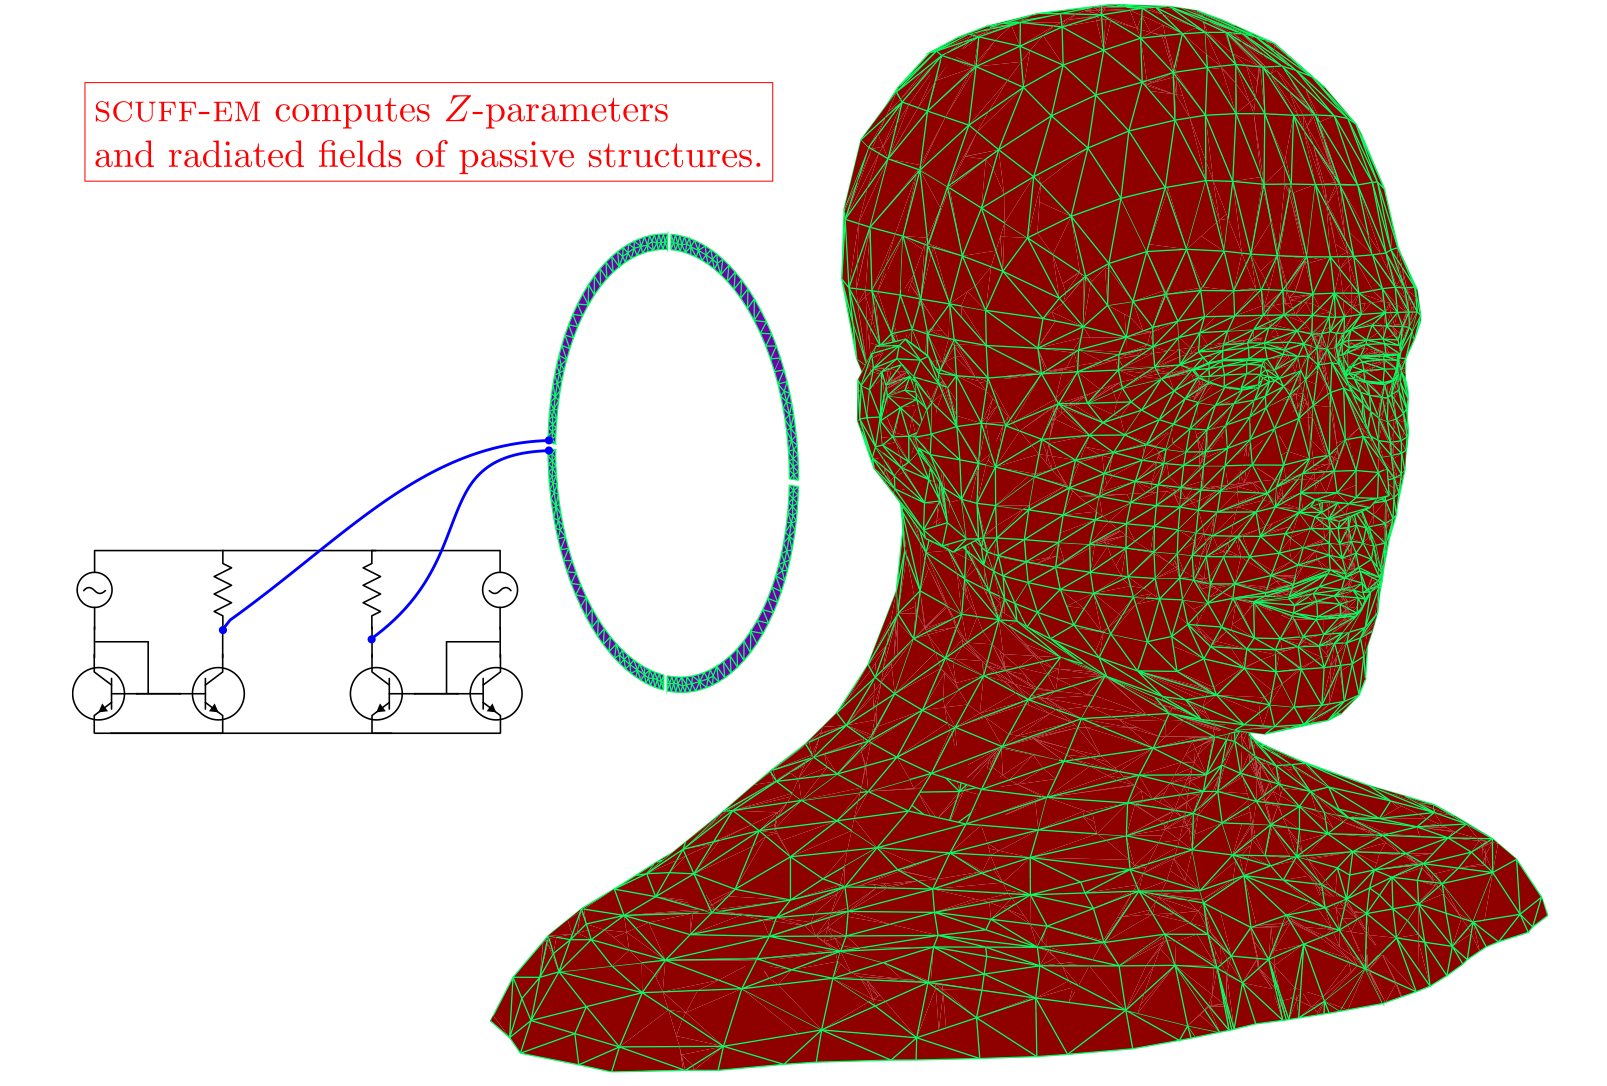 SCUFF-EM computes Z-parameters
and radiated fields of passive structures.